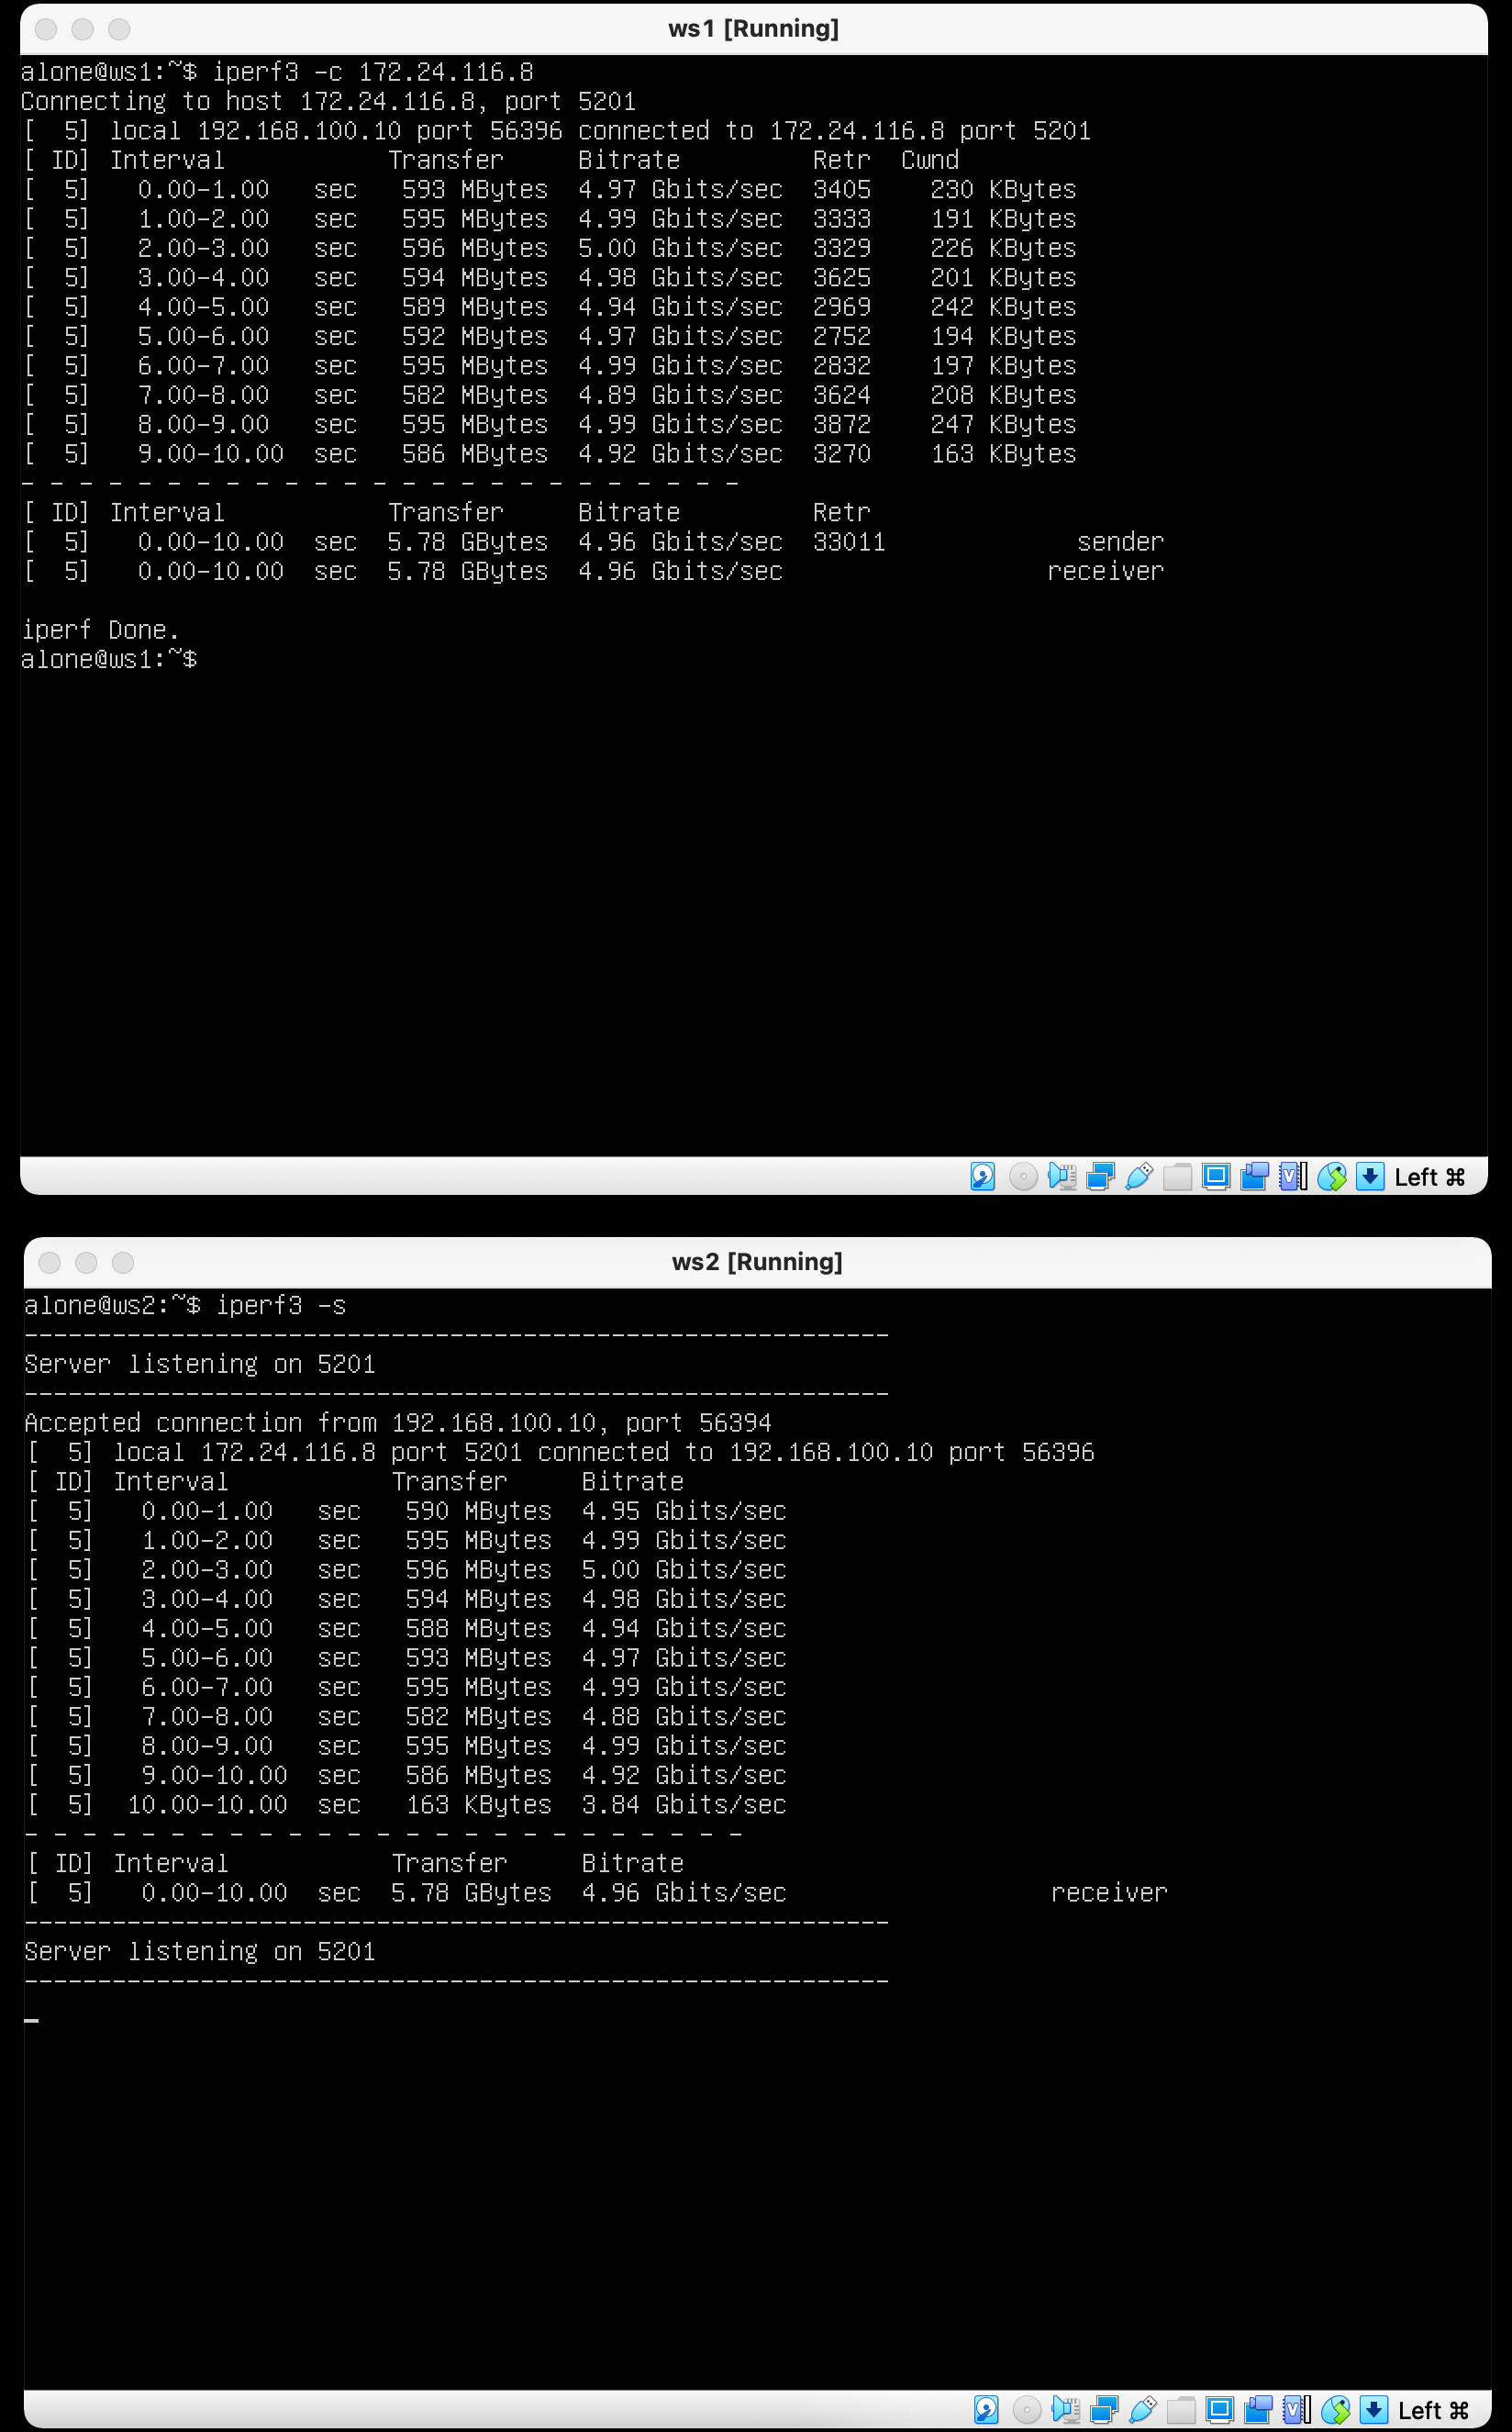 ws1 [Running]
alone@ws1:~$ iperf3 -c 172.24.116.8
Connecting to host 172.24.116.8, port 5201
[  5] local 192.168.100.10 port 56396 connected to 172.24.116.8 port 5201
[ ID] Interval           Transfer     Bitrate         Retr  Cwnd
[  5]   0.00-1.00   sec   593 MBytes  4.97 Gbits/sec  3405    230 KBytes
[  5]   1.00-2.00   sec   595 MBytes  4.99 Gbits/sec  3333    191 KBytes
[  5]   2.00-3.00   sec   596 MBytes  5.00 Gbits/sec  3329    226 KBytes
[  5]   3.00-4.00   sec   594 MBytes  4.98 Gbits/sec  3625    201 KBytes
[  5]   4.00-5.00   sec   589 MBytes  4.94 Gbits/sec  2969    242 KBytes
[  5]   5.00-6.00   sec   592 MBytes  4.97 Gbits/sec  2752    194 KBytes
[  5]   6.00-7.00   sec   595 MBytes  4.99 Gbits/sec  2832    197 KBytes
[  5]   7.00-8.00   sec   582 MBytes  4.89 Gbits/sec  3624    208 KBytes
[  5]   8.00-9.00   sec   595 MBytes  4.99 Gbits/sec  3872    247 KBytes
[  5]   9.00-10.00  sec   586 MBytes  4.92 Gbits/sec  3270    163 KBytes
- - - - - - - - - - - - - - - - - - - - - - - - -
[ ID] Interval           Transfer     Bitrate         Retr
[  5]   0.00-10.00  sec  5.78 GBytes  4.96 Gbits/sec  33011             sender
[  5]   0.00-10.00  sec  5.78 GBytes  4.96 Gbits/sec                  receiver
iperf Done.
alone@ws1:~$
Left ⌘
ws2 [Running]
alone@ws2:~$ iperf3 -s
-----------------------------------------------------------
Server listening on 5201
-----------------------------------------------------------
Accepted connection from 192.168.100.10, port 56394
[  5] local 172.24.116.8 port 5201 connected to 192.168.100.10 port 56396
[ ID] Interval           Transfer     Bitrate
[  5]   0.00-1.00   sec   590 MBytes  4.95 Gbits/sec
[  5]   1.00-2.00   sec   595 MBytes  4.99 Gbits/sec
[  5]   2.00-3.00   sec   596 MBytes  5.00 Gbits/sec
[  5]   3.00-4.00   sec   594 MBytes  4.98 Gbits/sec
[  5]   4.00-5.00   sec   588 MBytes  4.94 Gbits/sec
[  5]   5.00-6.00   sec   593 MBytes  4.97 Gbits/sec
[  5]   6.00-7.00   sec   595 MBytes  4.99 Gbits/sec
[  5]   7.00-8.00   sec   582 MBytes  4.88 Gbits/sec
[  5]   8.00-9.00   sec   595 MBytes  4.99 Gbits/sec
[  5]   9.00-10.00  sec   586 MBytes  4.92 Gbits/sec
[  5]  10.00-10.00  sec   163 KBytes  3.84 Gbits/sec
- - - - - - - - - - - - - - - - - - - - - - - - -
[ ID] Interval           Transfer     Bitrate
[  5]   0.00-10.00  sec  5.78 GBytes  4.96 Gbits/sec                  receiver
-----------------------------------------------------------
Server listening on 5201
-----------------------------------------------------------
Left ⌘